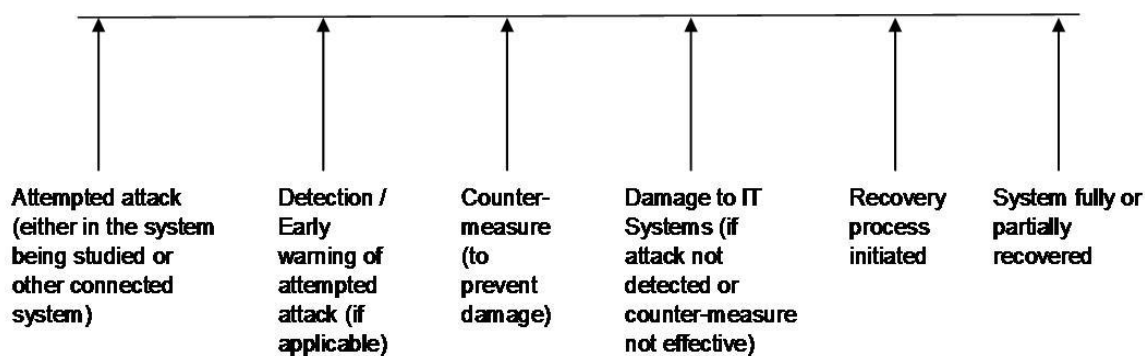 Attempted attack
(either in the system
being studied or
other connected
system)
Detection /
Early
warning of
attempted
attack (if
applicable)
Counter-
measure
(to
prevent
damage)
Damage to IT
Systems (if
attack not
detected or
counter-measure
not effective)
Recovery
process
initiated
System fully or
partially
recovered